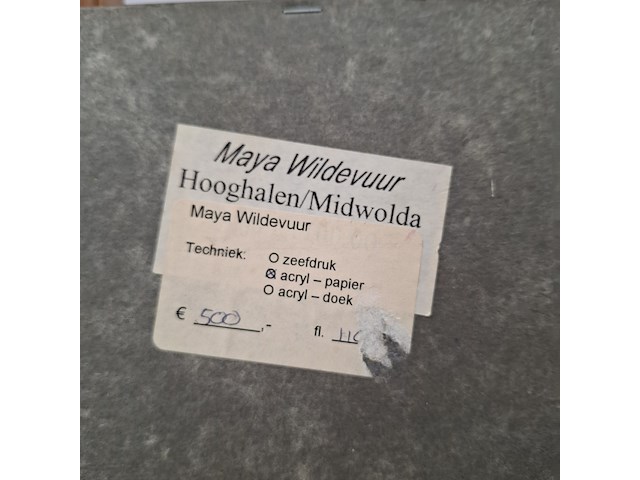 Maya Wildevuur
Hooghalen/Midwolda
Maya Wildevuur
Techniek: O zeefdruk
⊗ acryl – papier
O acryl – doek
€ 500,- fl.